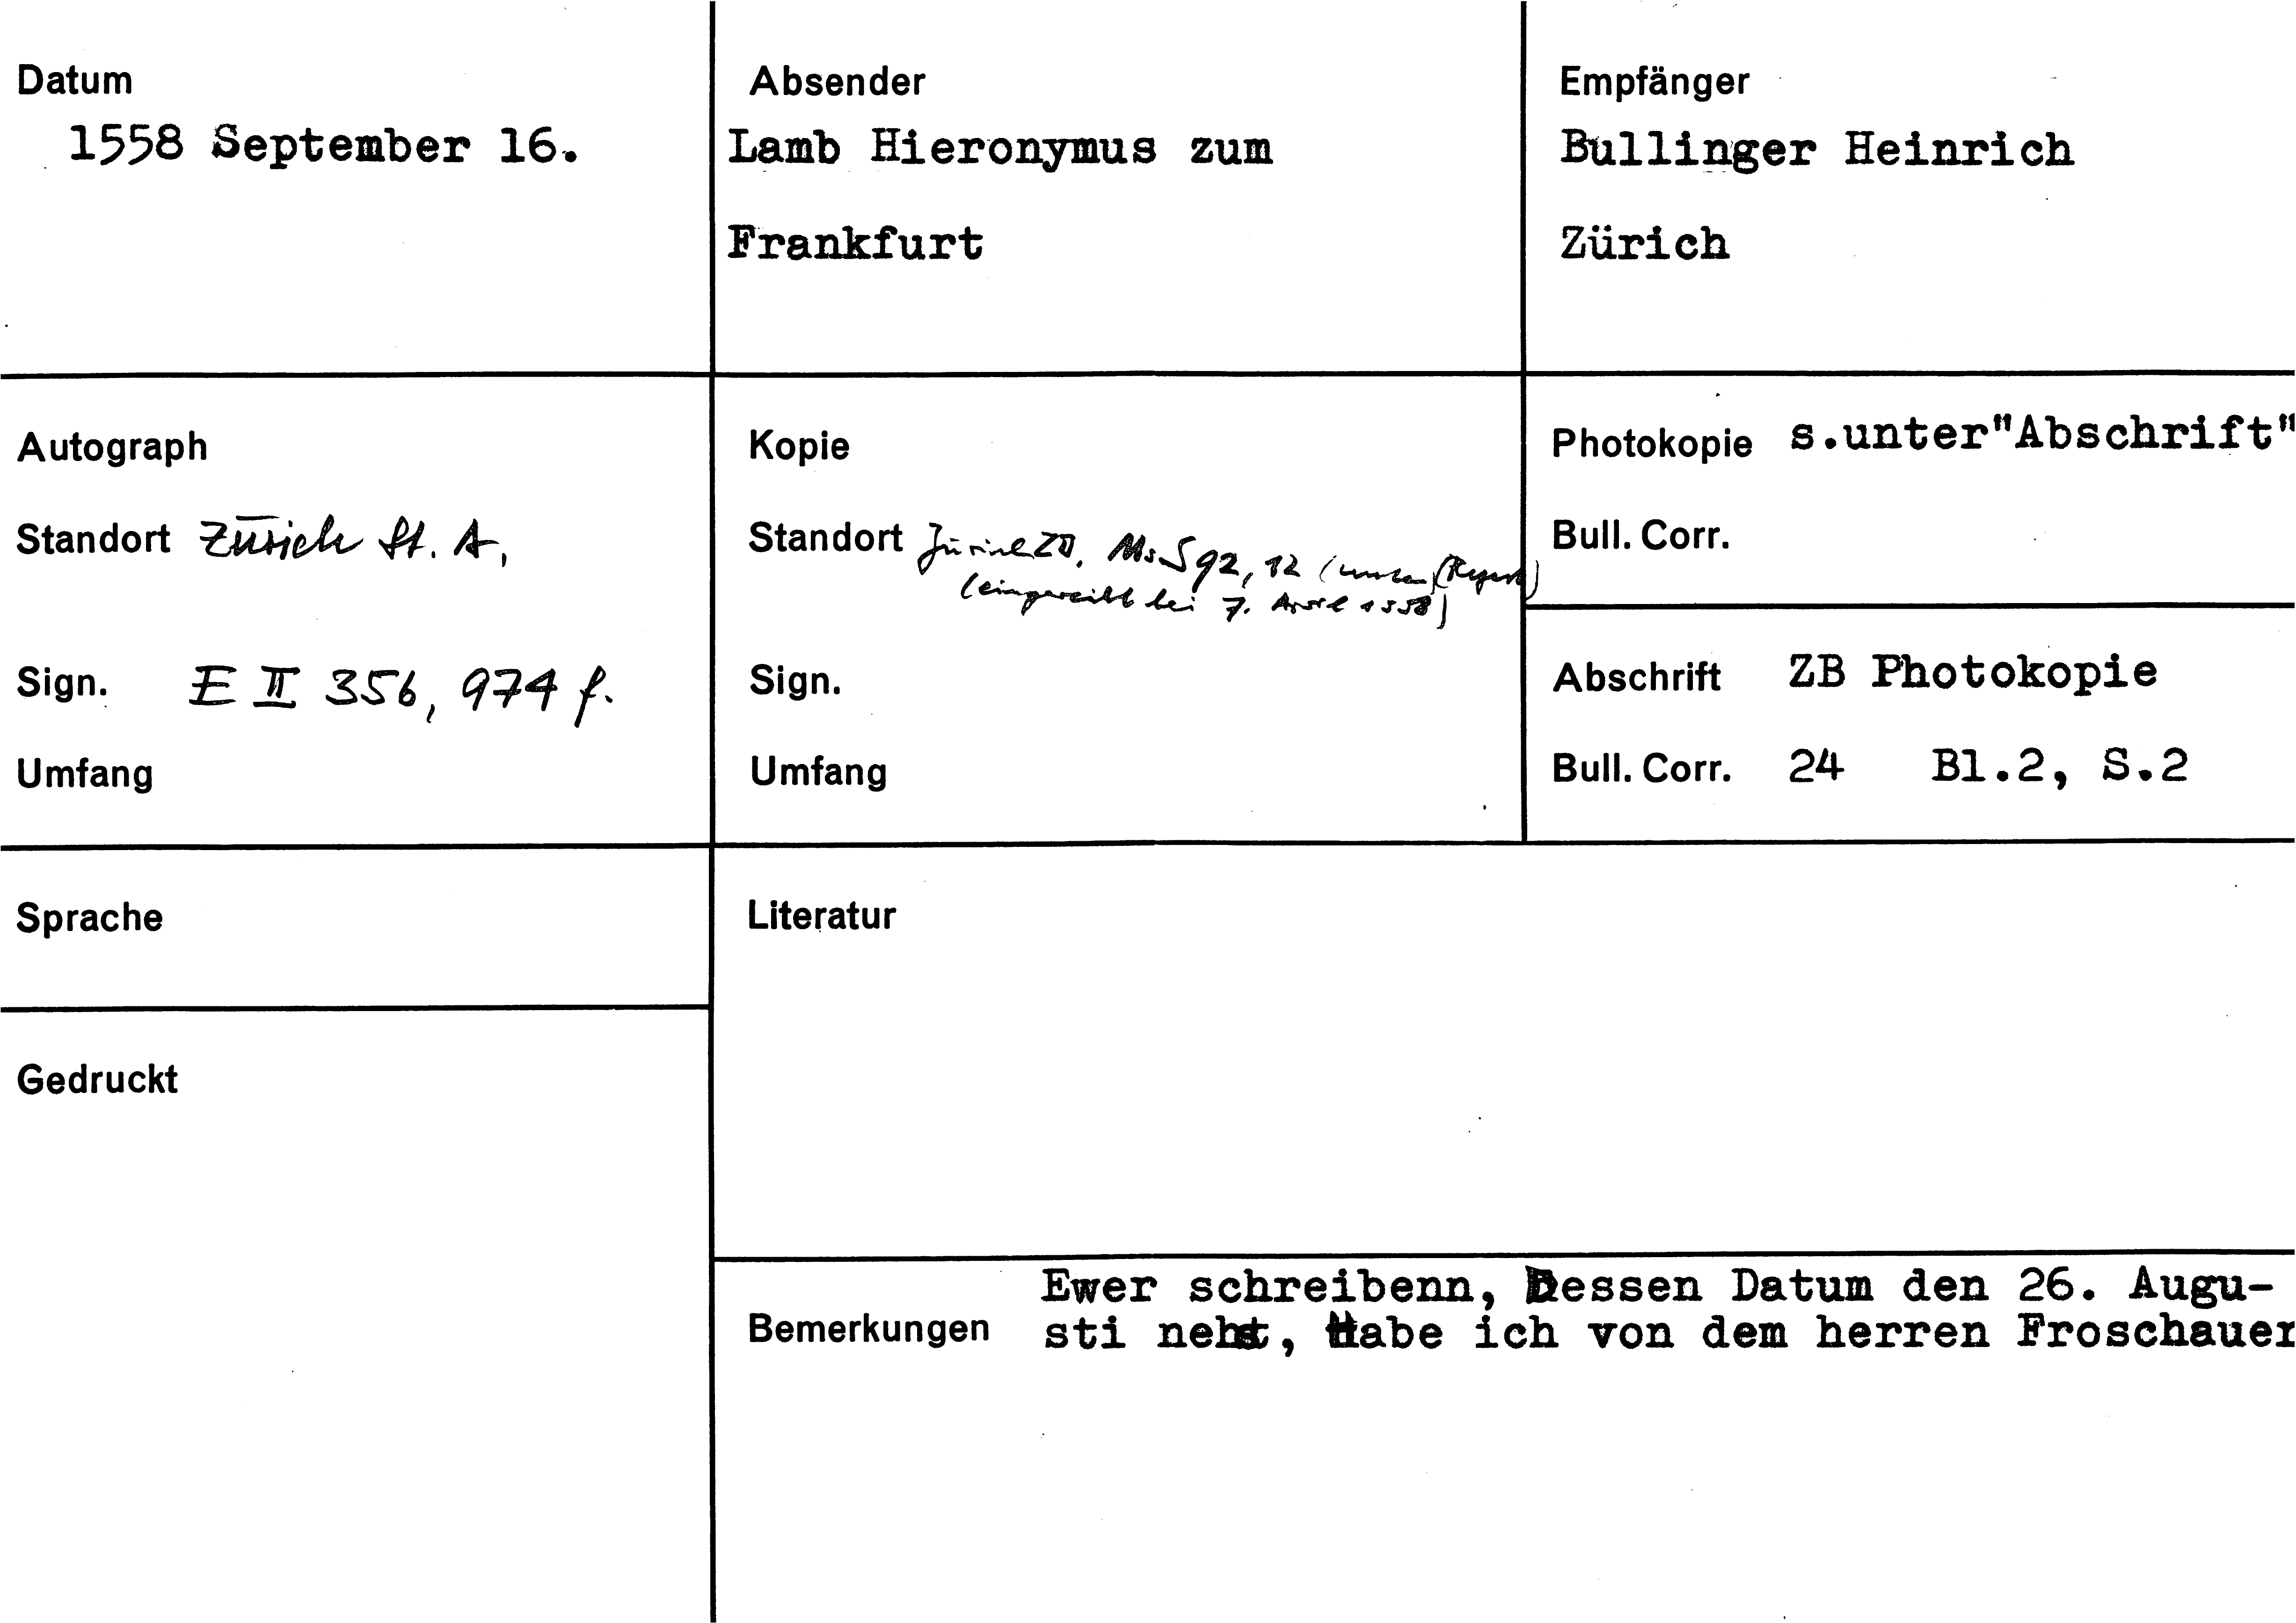 Datum
1558 September 16.
Absender
Lamb Hieronymus zum
Frankfurt
Empfänger
Bullinger Heinrich
Zürich
Autograph
Standort Zürich St. A,
Sign. E II 356, 974 f.
Umfang
Kopie
Standort Zürich ZB, Ms S 92, 12 (Regest)
(eingereiht bei 7. April 1558)
Sign.
Umfang
Photokopie s.unter"Abschrift"
Bull. Corr.
Abschrift ZB Photokopie
Bull. Corr. 24 Bl.2, S.2
Sprache
Gedruckt
Literatur
Bemerkungen
Ewer schreibenn, Dessen Datum den 26. Augu-
sti nehst, Habe ich von dem herren Froschauer